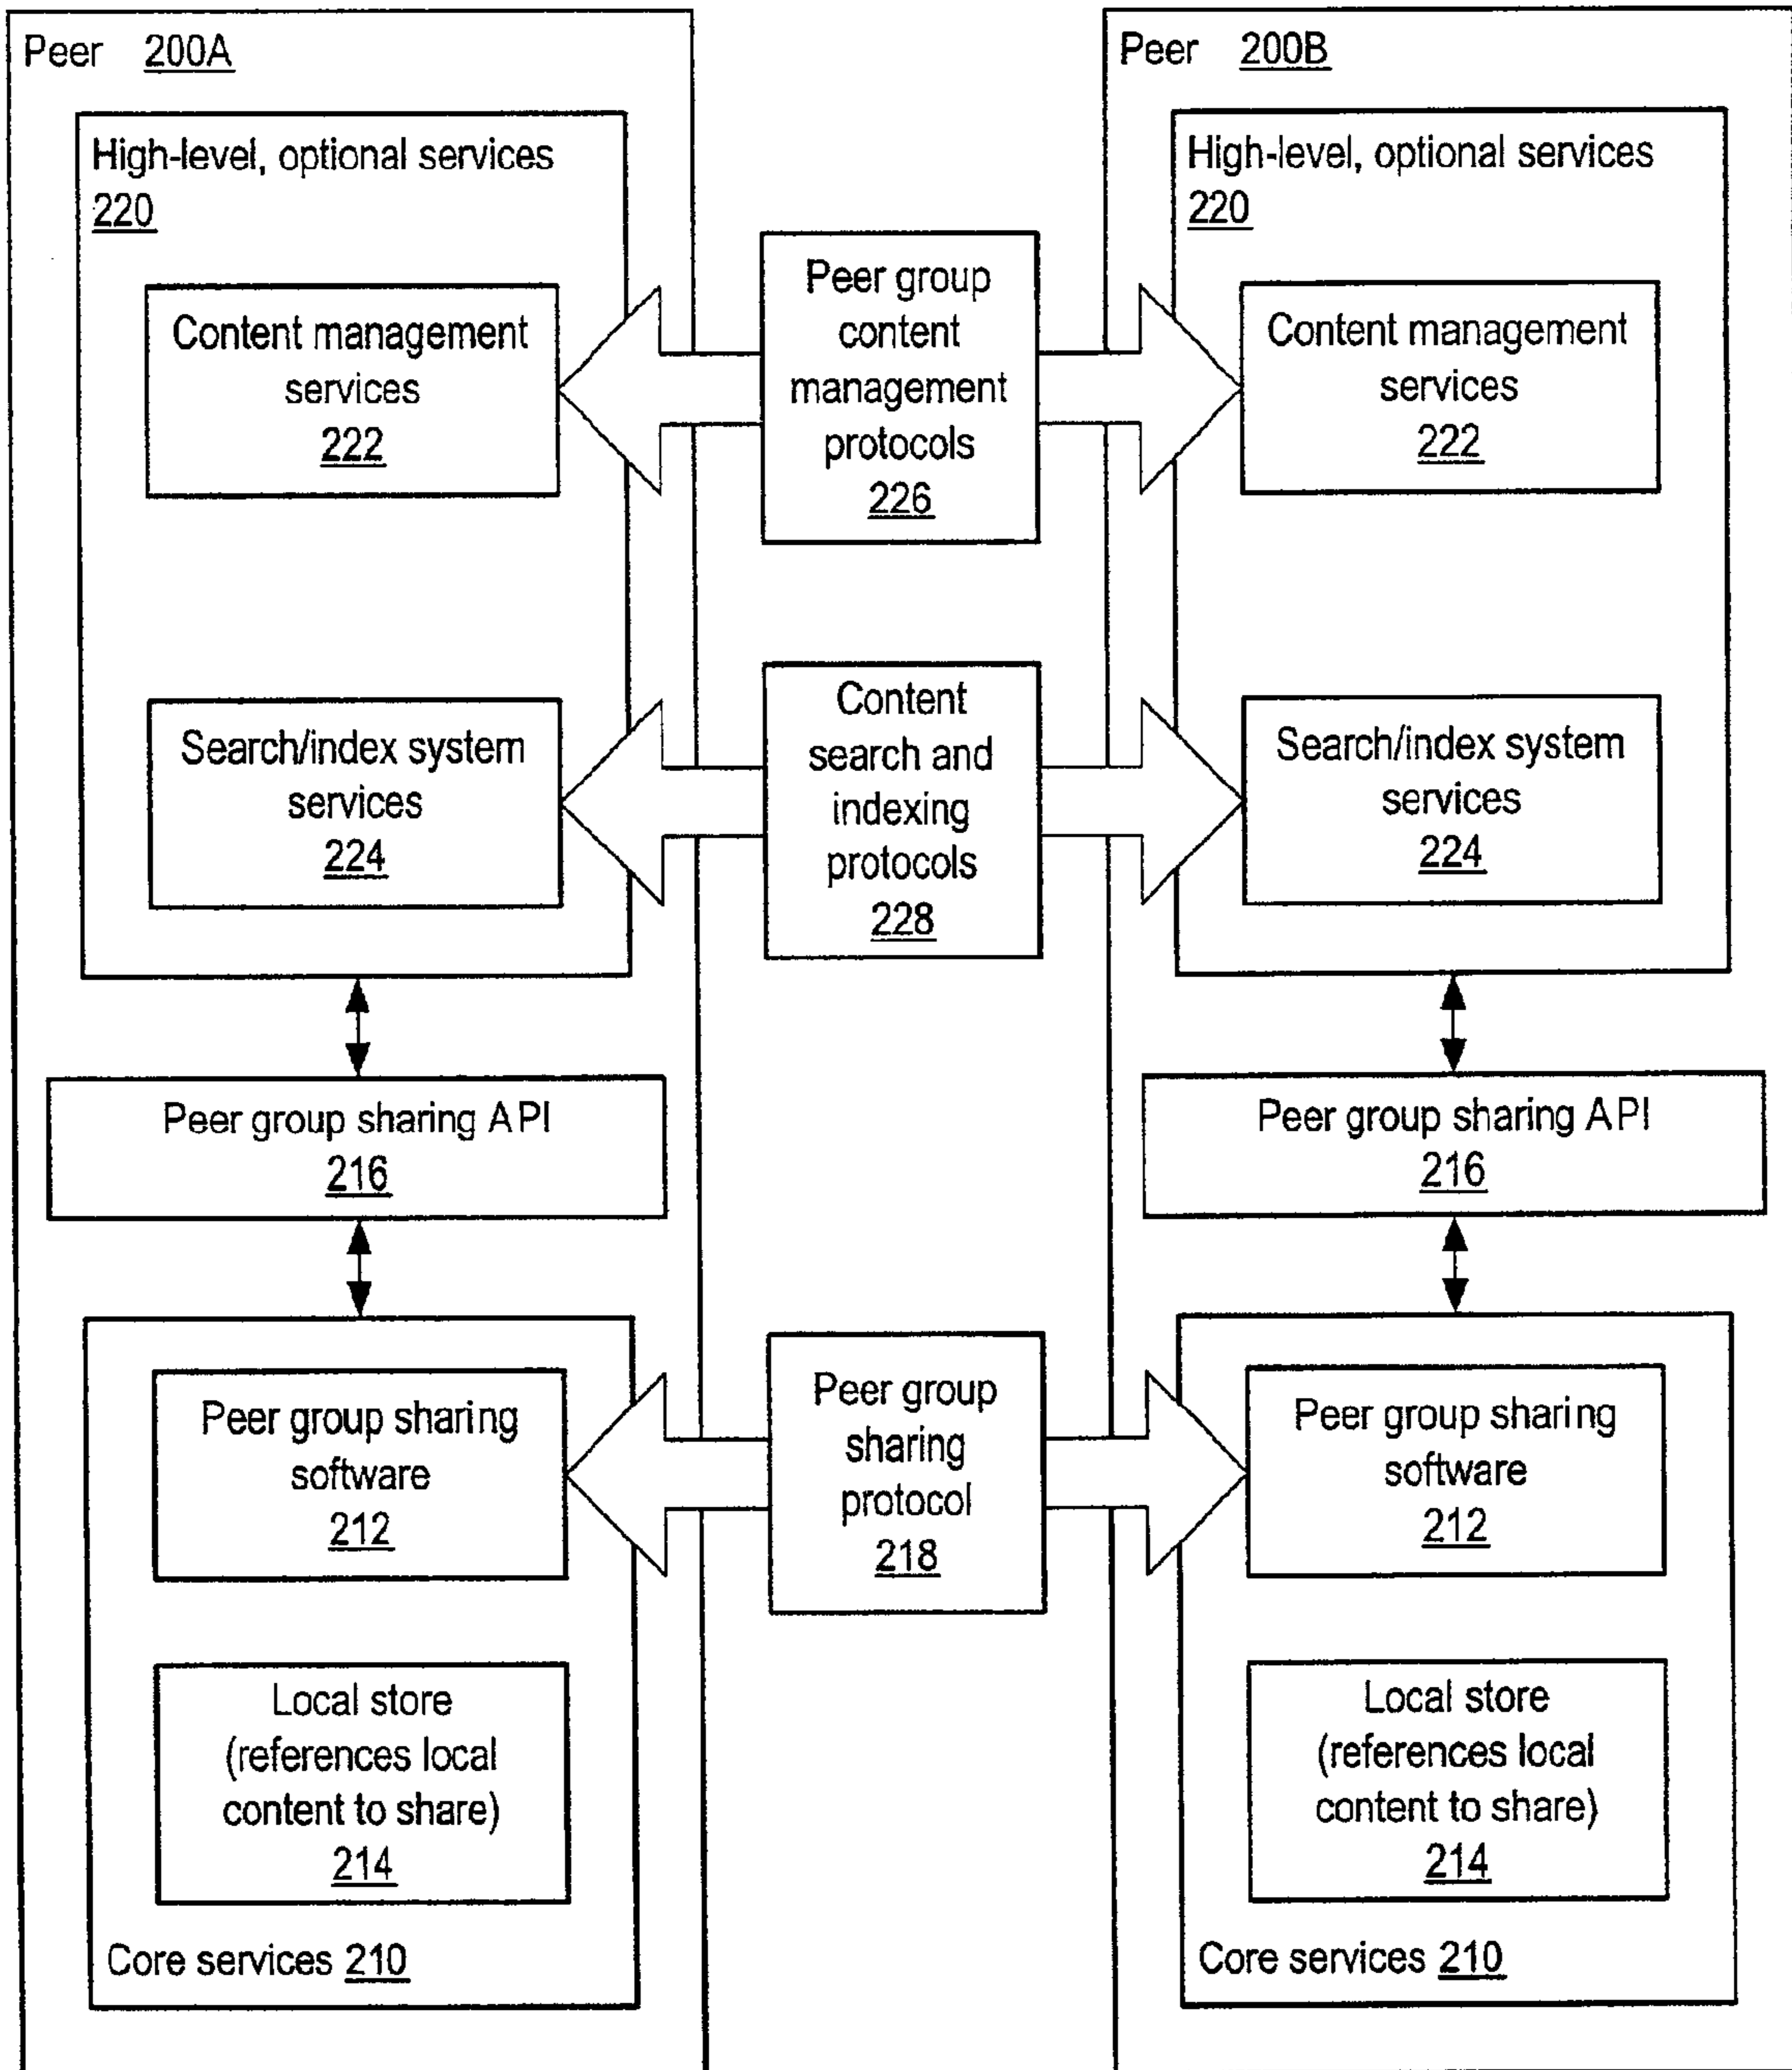 Peer 200A
High-level, optional services
220
Content management
services
222
Search/index system
services
224
Peer group sharing API
216
Peer group sharing
software
212
Local store
(references local
content to share)
214
Core services 210
Peer group
content
management
protocols
226
Content
search and
indexing
protocols
228
Peer group
sharing
protocol
218
Peer 200B
High-level, optional services
220
Content management
services
222
Search/index system
services
224
Peer group sharing API
216
Peer group sharing
software
212
Local store
(references local
content to share)
214
Core services 210